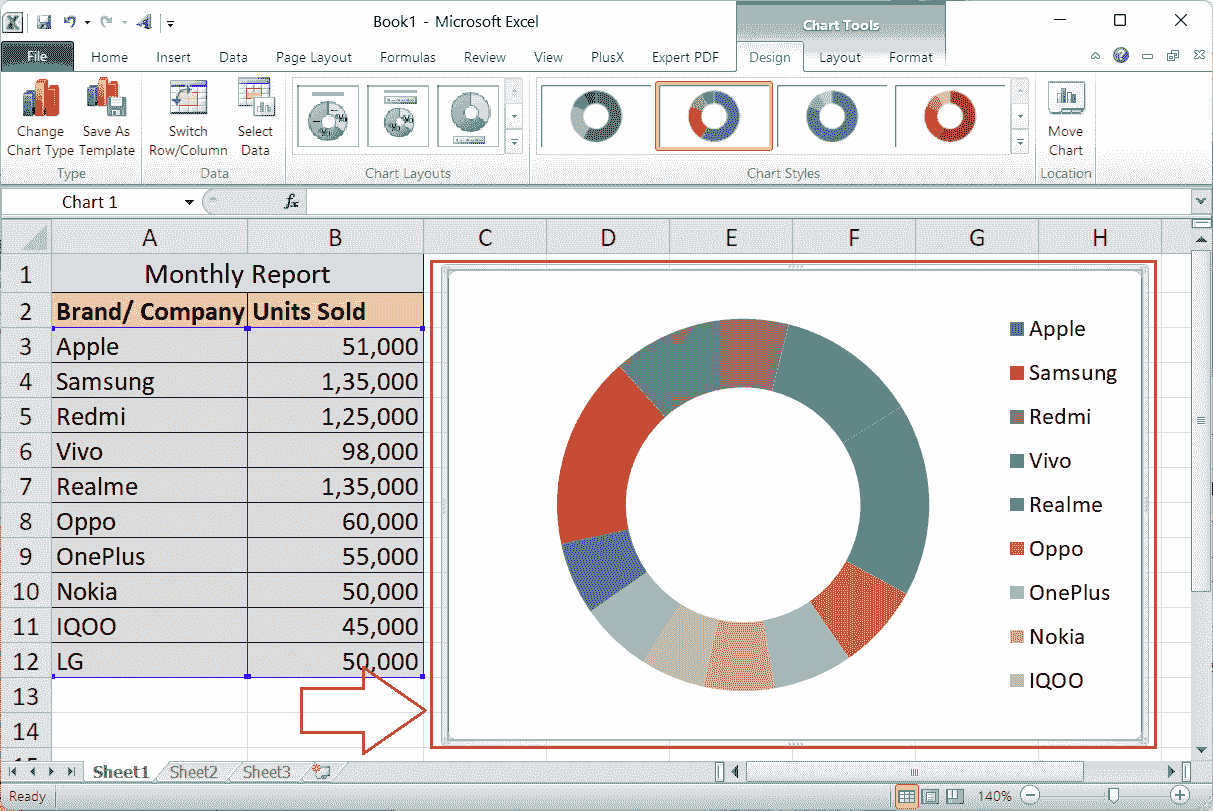 Book1 - Microsoft Excel
Chart Tools
File Home Insert Data Page Layout Formulas Review View PlusX Expert PDF Design Layout Format
Change Chart Type
Save As Template
Switch Row/Column
Select Data
Move Chart
Type Data Chart Layouts Chart Styles Location
Chart 1 fx
A B C D E F G H
1 Monthly Report
2 Brand/ Company Units Sold
3 Apple 51,000
4 Samsung 1,35,000
5 Redmi 1,25,000
6 Vivo 98,000
7 Realme 1,35,000
8 Oppo 60,000
9 OnePlus 55,000
10 Nokia 50,000
11 IQOO 45,000
12 LG 50,000
13
14
Apple
Samsung
Redmi
Vivo
Realme
Oppo
OnePlus
Nokia
IQOO
Sheet1 Sheet2 Sheet3
Ready 140%